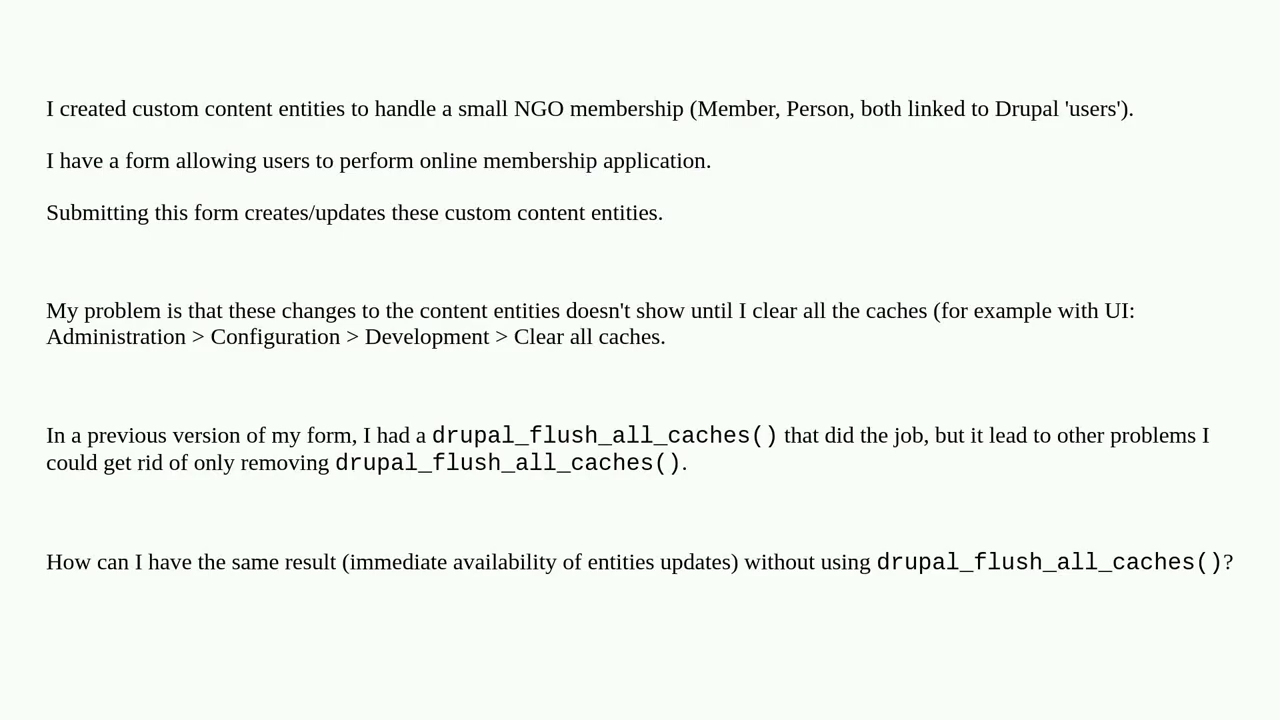 I created custom content entities to handle a small NGO membership (Member, Person, both linked to Drupal 'users').
I have a form allowing users to perform online membership application.
Submitting this form creates/updates these custom content entities.
My problem is that these changes to the content entities doesn't show until I clear all the caches (for example with UI:
Administration > Configuration > Development > Clear all caches.
In a previous version of my form, I had a drupal_flush_all_caches() that did the job, but it lead to other problems I
could get rid of only removing drupal_flush_all_caches().
How can I have the same result (immediate availability of entities updates) without using drupal_flush_all_caches()?